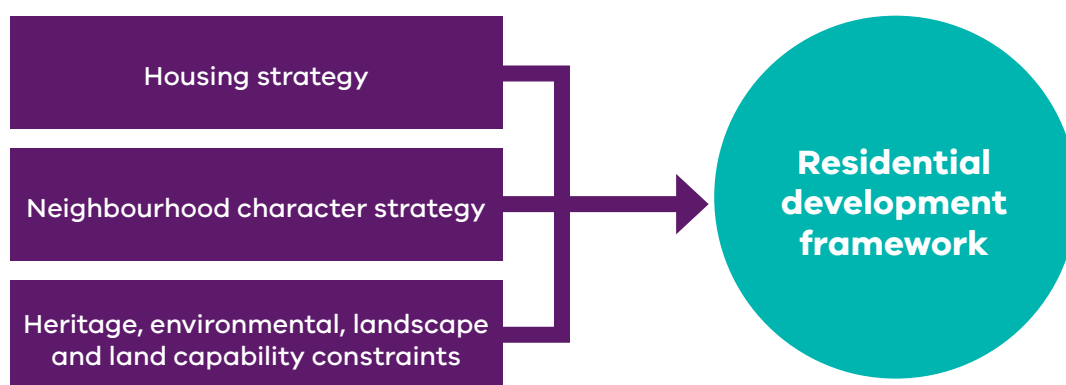 Housing strategy
Neighbourhood character strategy
Heritage, environmental, landscape
and land capability constraints
Residential
development
framework